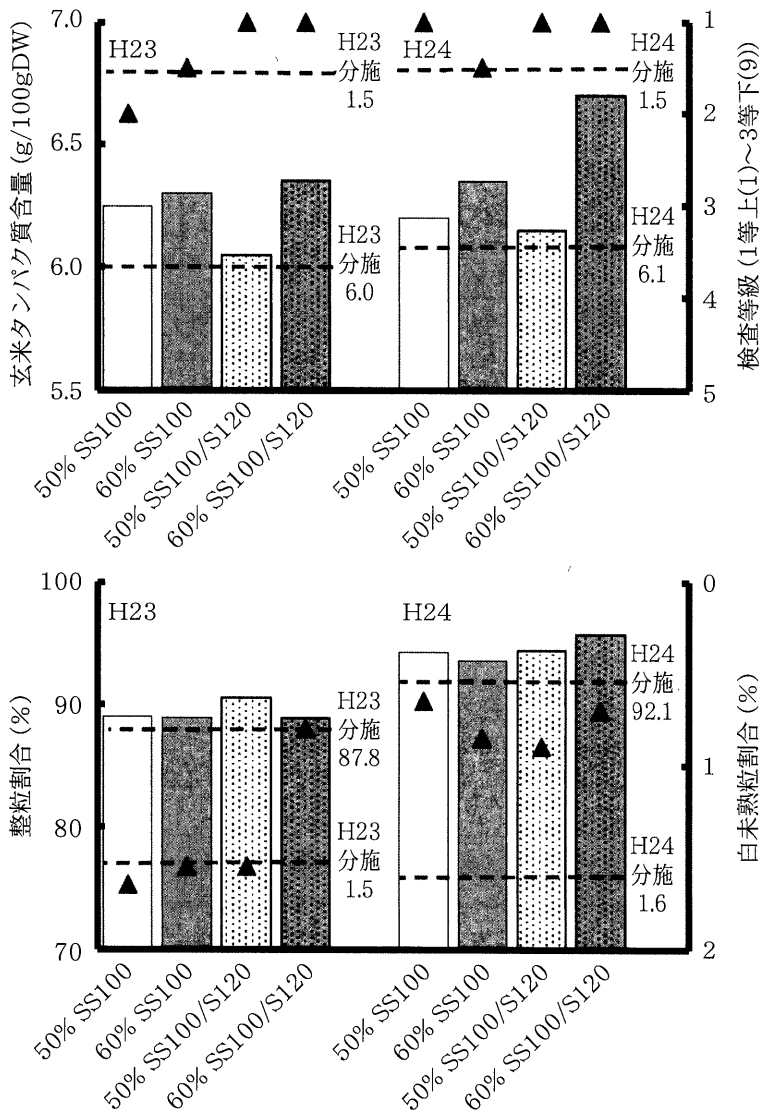 玄米タンパク質含量 (g/100gDW)
7.0
6.5
6.0
5.5
H23
H23
分施
1.5
H23
分施
6.0
H24
H24
分施
1.5
H24
分施
6.1
1
2
3
4
5
検査等級 (1等上(1)～3等下(9))
50% SS100
60% SS100
50% SS100/S120
60% SS100/S120
50% SS100
60% SS100
50% SS100/S120
60% SS100/S120
整粒割合 (%)
100
90
80
70
H23
H23
分施
87.8
H23
分施
1.5
H24
H24
分施
92.1
H24
分施
1.6
0
1
2
白未熟粒割合 (%)
50% SS100
60% SS100
50% SS100/S120
60% SS100/S120
50% SS100
60% SS100
50% SS100/S120
60% SS100/S120